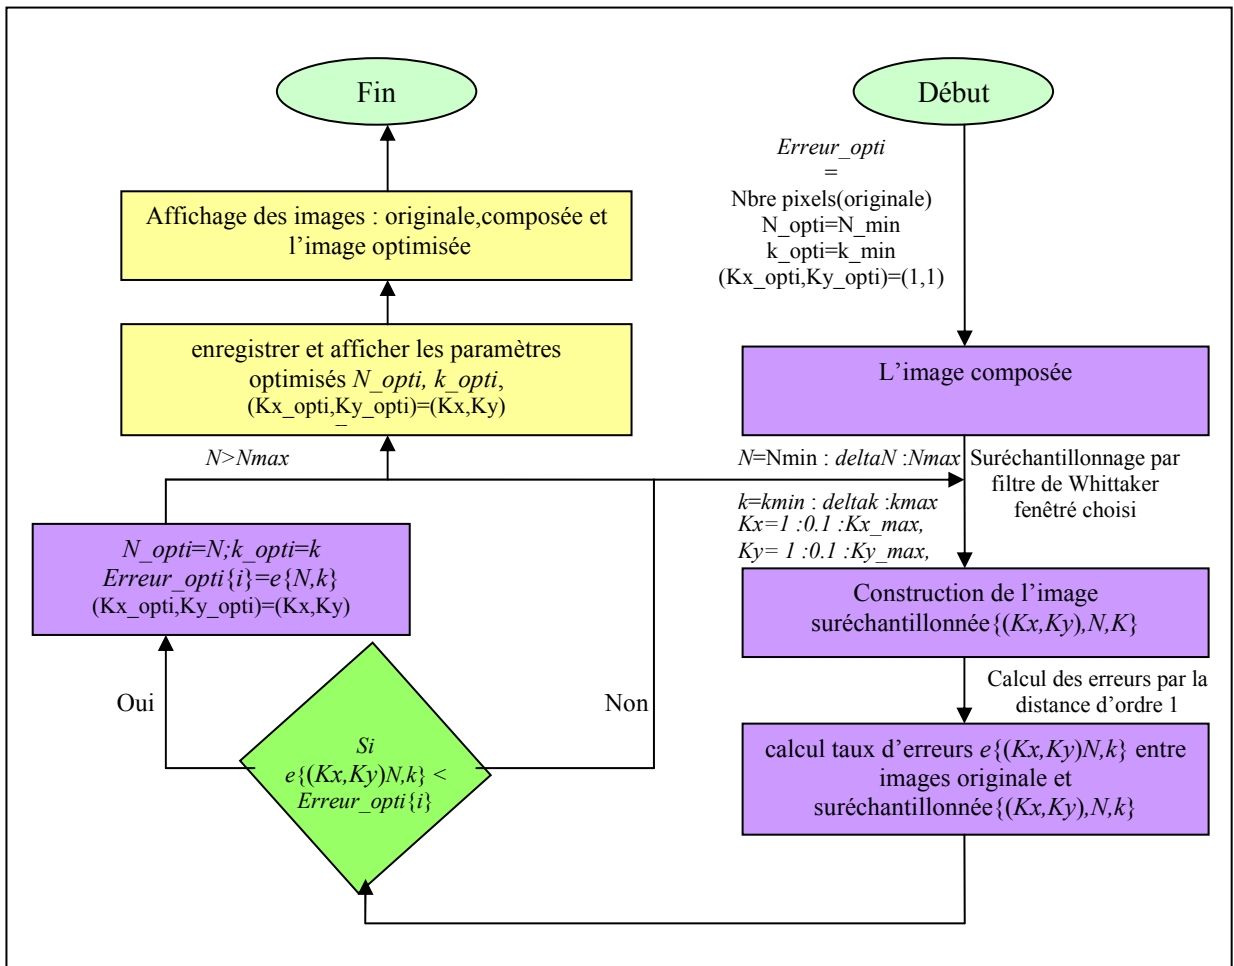 Début
Erreur_opti
=
Nbre pixels(originale)
N_opti=N_min
k_opti=k_min
(Kx_opti,Ky_opti)=(1,1)
L’image composée
N=Nmin : deltaN :Nmax
k=kmin : deltak :kmax
Kx=1 :0.1 :Kx_max,
Ky= 1 :0.1 :Ky_max,
Suréchantillonnage par
filtre de Whittaker
fenêtré choisi
Construction de l’image
suréchantillonnée{(Kx,Ky),N,K}
Calcul des erreurs par la
distance d’ordre 1
calcul taux d’erreurs e{(Kx,Ky)N,k} entre
images originale et
suréchantillonnée{(Kx,Ky),N,k}
Si
e{(Kx,Ky)N,k} <
Erreur_opti{i}
Oui
Non
N_opti=N;k_opti=k
Erreur_opti{i}=e{N,k}
(Kx_opti,Ky_opti)=(Kx,Ky)
N>Nmax
enregistrer et afficher les paramètres
optimisés N_opti, k_opti,
(Kx_opti,Ky_opti)=(Kx,Ky)
Affichage des images : originale,composée et
l’image optimisée
Fin